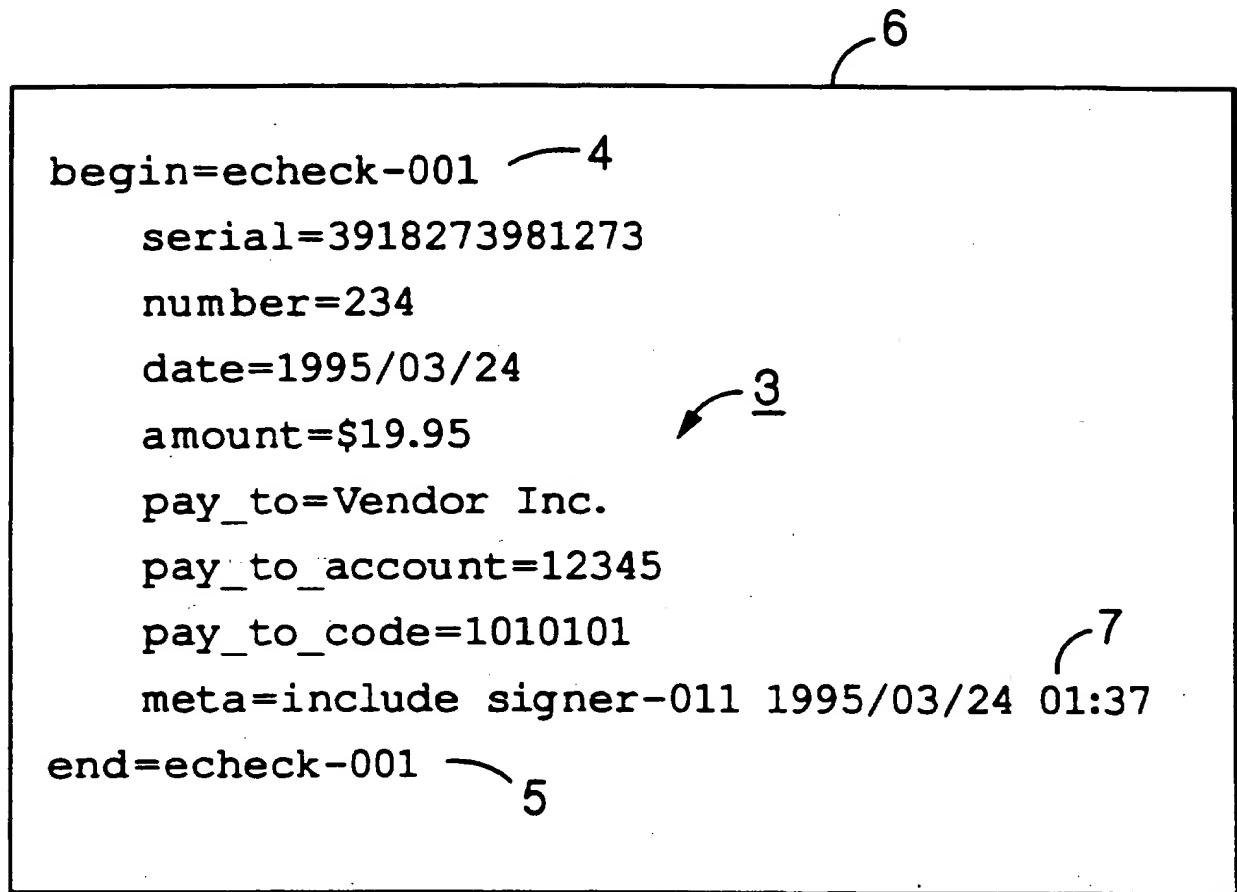 6
begin=echeck-001 4
serial=3918273981273
number=234
date=1995/03/24
amount=$19.95
3
pay_to=Vendor Inc.
pay_to_account=12345
pay_to_code=1010101
7
meta=include signer-011 1995/03/24 01:37
end=echeck-001
5